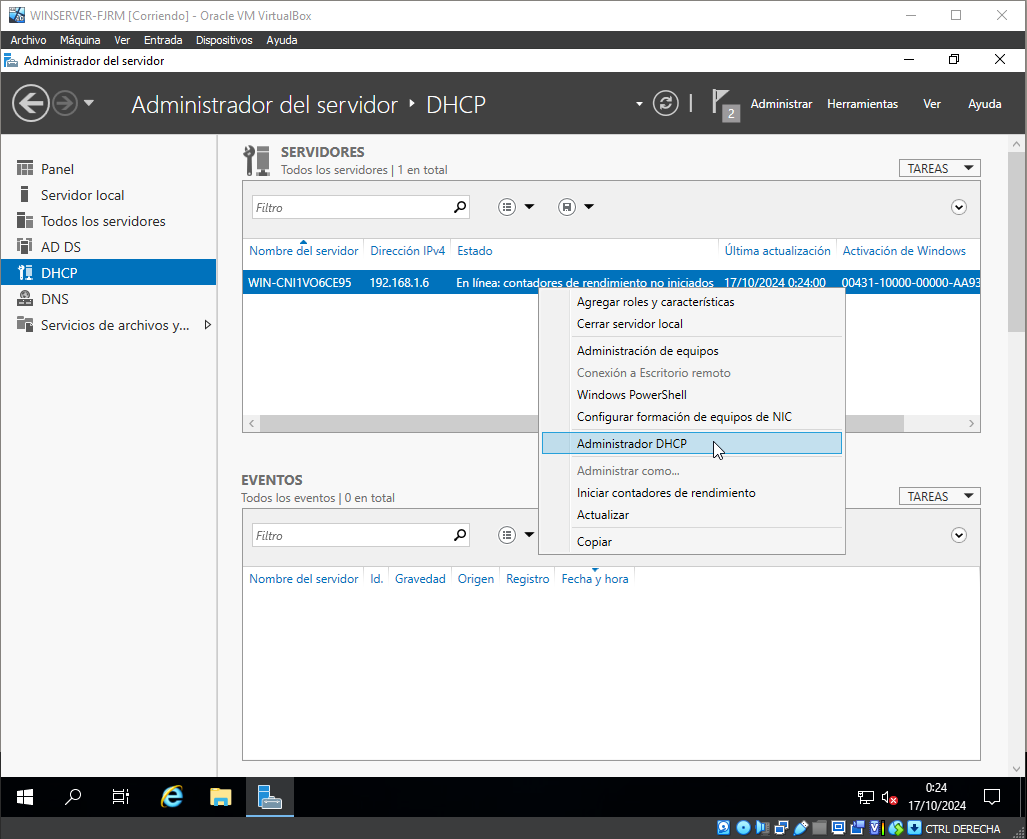 WINSERVER-FJRM [Corriendo] - Oracle VM VirtualBox
Archivo Máquina Ver Entrada Dispositivos Ayuda
Administrador del servidor
Administrador del servidor DHCP
2 Administrar Herramientas Ver Ayuda
Panel
Servidor local
Todos los servidores
AD DS
DHCP
DNS
Servicios de archivos y...
SERVIDORES
Todos los servidores | 1 en total
TAREAS
Filtro
Nombre del servidor Dirección IPv4 Estado Última actualización Activación de Windows
WIN-CNI1VO6CE95 192.168.1.6 En línea: contadores de rendimiento no iniciados 17/10/2024 0:24:00 00431-10000-00000-AA93
Agregar roles y características
Cerrar servidor local
Administración de equipos
Conexión a Escritorio remoto
Windows PowerShell
Configurar formación de equipos de NIC
Administrador DHCP
Administrar como...
Iniciar contadores de rendimiento
Actualizar
Copiar
EVENTOS
Todos los eventos | 0 en total
TAREAS
Filtro
Nombre del servidor Id. Gravedad Origen Registro Fecha y hora
0:24
17/10/2024
CTRL DERECHA